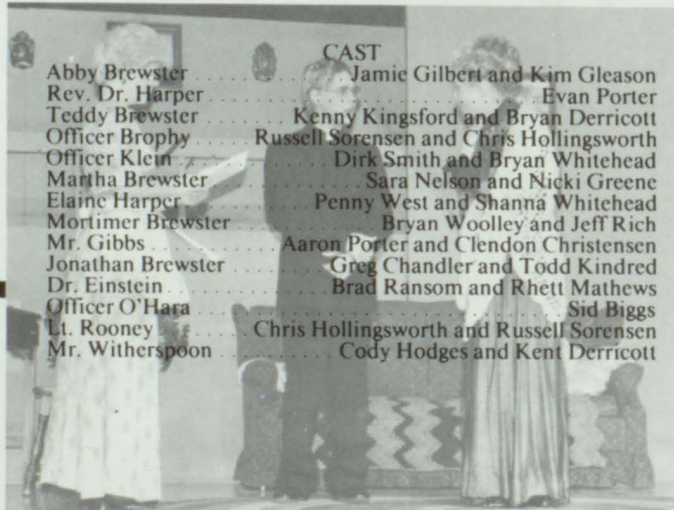 CAST
Abby Brewster . . . . . . . . . . . Jamie Gilbert and Kim Gleason
Rev. Dr. Harper . . . . . . . . . . . . . . . . . . . . . . . . Evan Porter
Teddy Brewster . . . . . . Kenny Kingsford and Bryan Derricott
Officer Brophy . . . Russell Sorensen and Chris Hollingsworth
Officer Klein . . . . . . . . . . Dirk Smith and Bryan Whitehead
Martha Brewster . . . . . . . . . . Sara Nelson and Nicki Greene
Elaine Harper . . . . . . . . Penny West and Shanna Whitehead
Mortimer Brewster . . . . . . . . . Bryan Woolley and Jeff Rich
Mr. Gibbs . . . . . . . . Aaron Porter and Clendon Christensen
Jonathan Brewster . . . . . . . Greg Chandler and Todd Kindred
Dr. Einstein . . . . . . . . . . . . Brad Ransom and Rhett Mathews
Officer O'Hara . . . . . . . . . . . . . . . . . . . . . . . . . . . Sid Biggs
Lt. Rooney . . . . . Chris Hollingsworth and Russell Sorensen
Mr. Witherspoon . . . . . . . . Cody Hodges and Kent Derricott